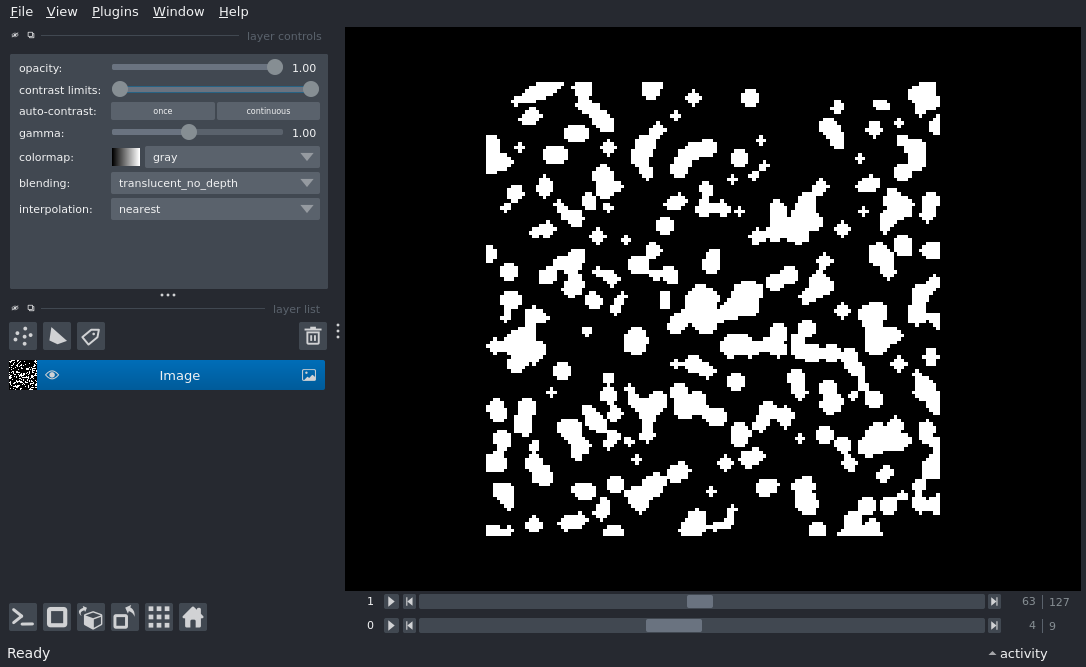 File View Plugins Window Help
layer controls
opacity: 1.00
contrast limits:
auto-contrast: once continuous
gamma: 1.00
colormap: gray
blending: translucent_no_depth
interpolation: nearest
layer list
Image
1 63 127
0 4 9
Ready activity